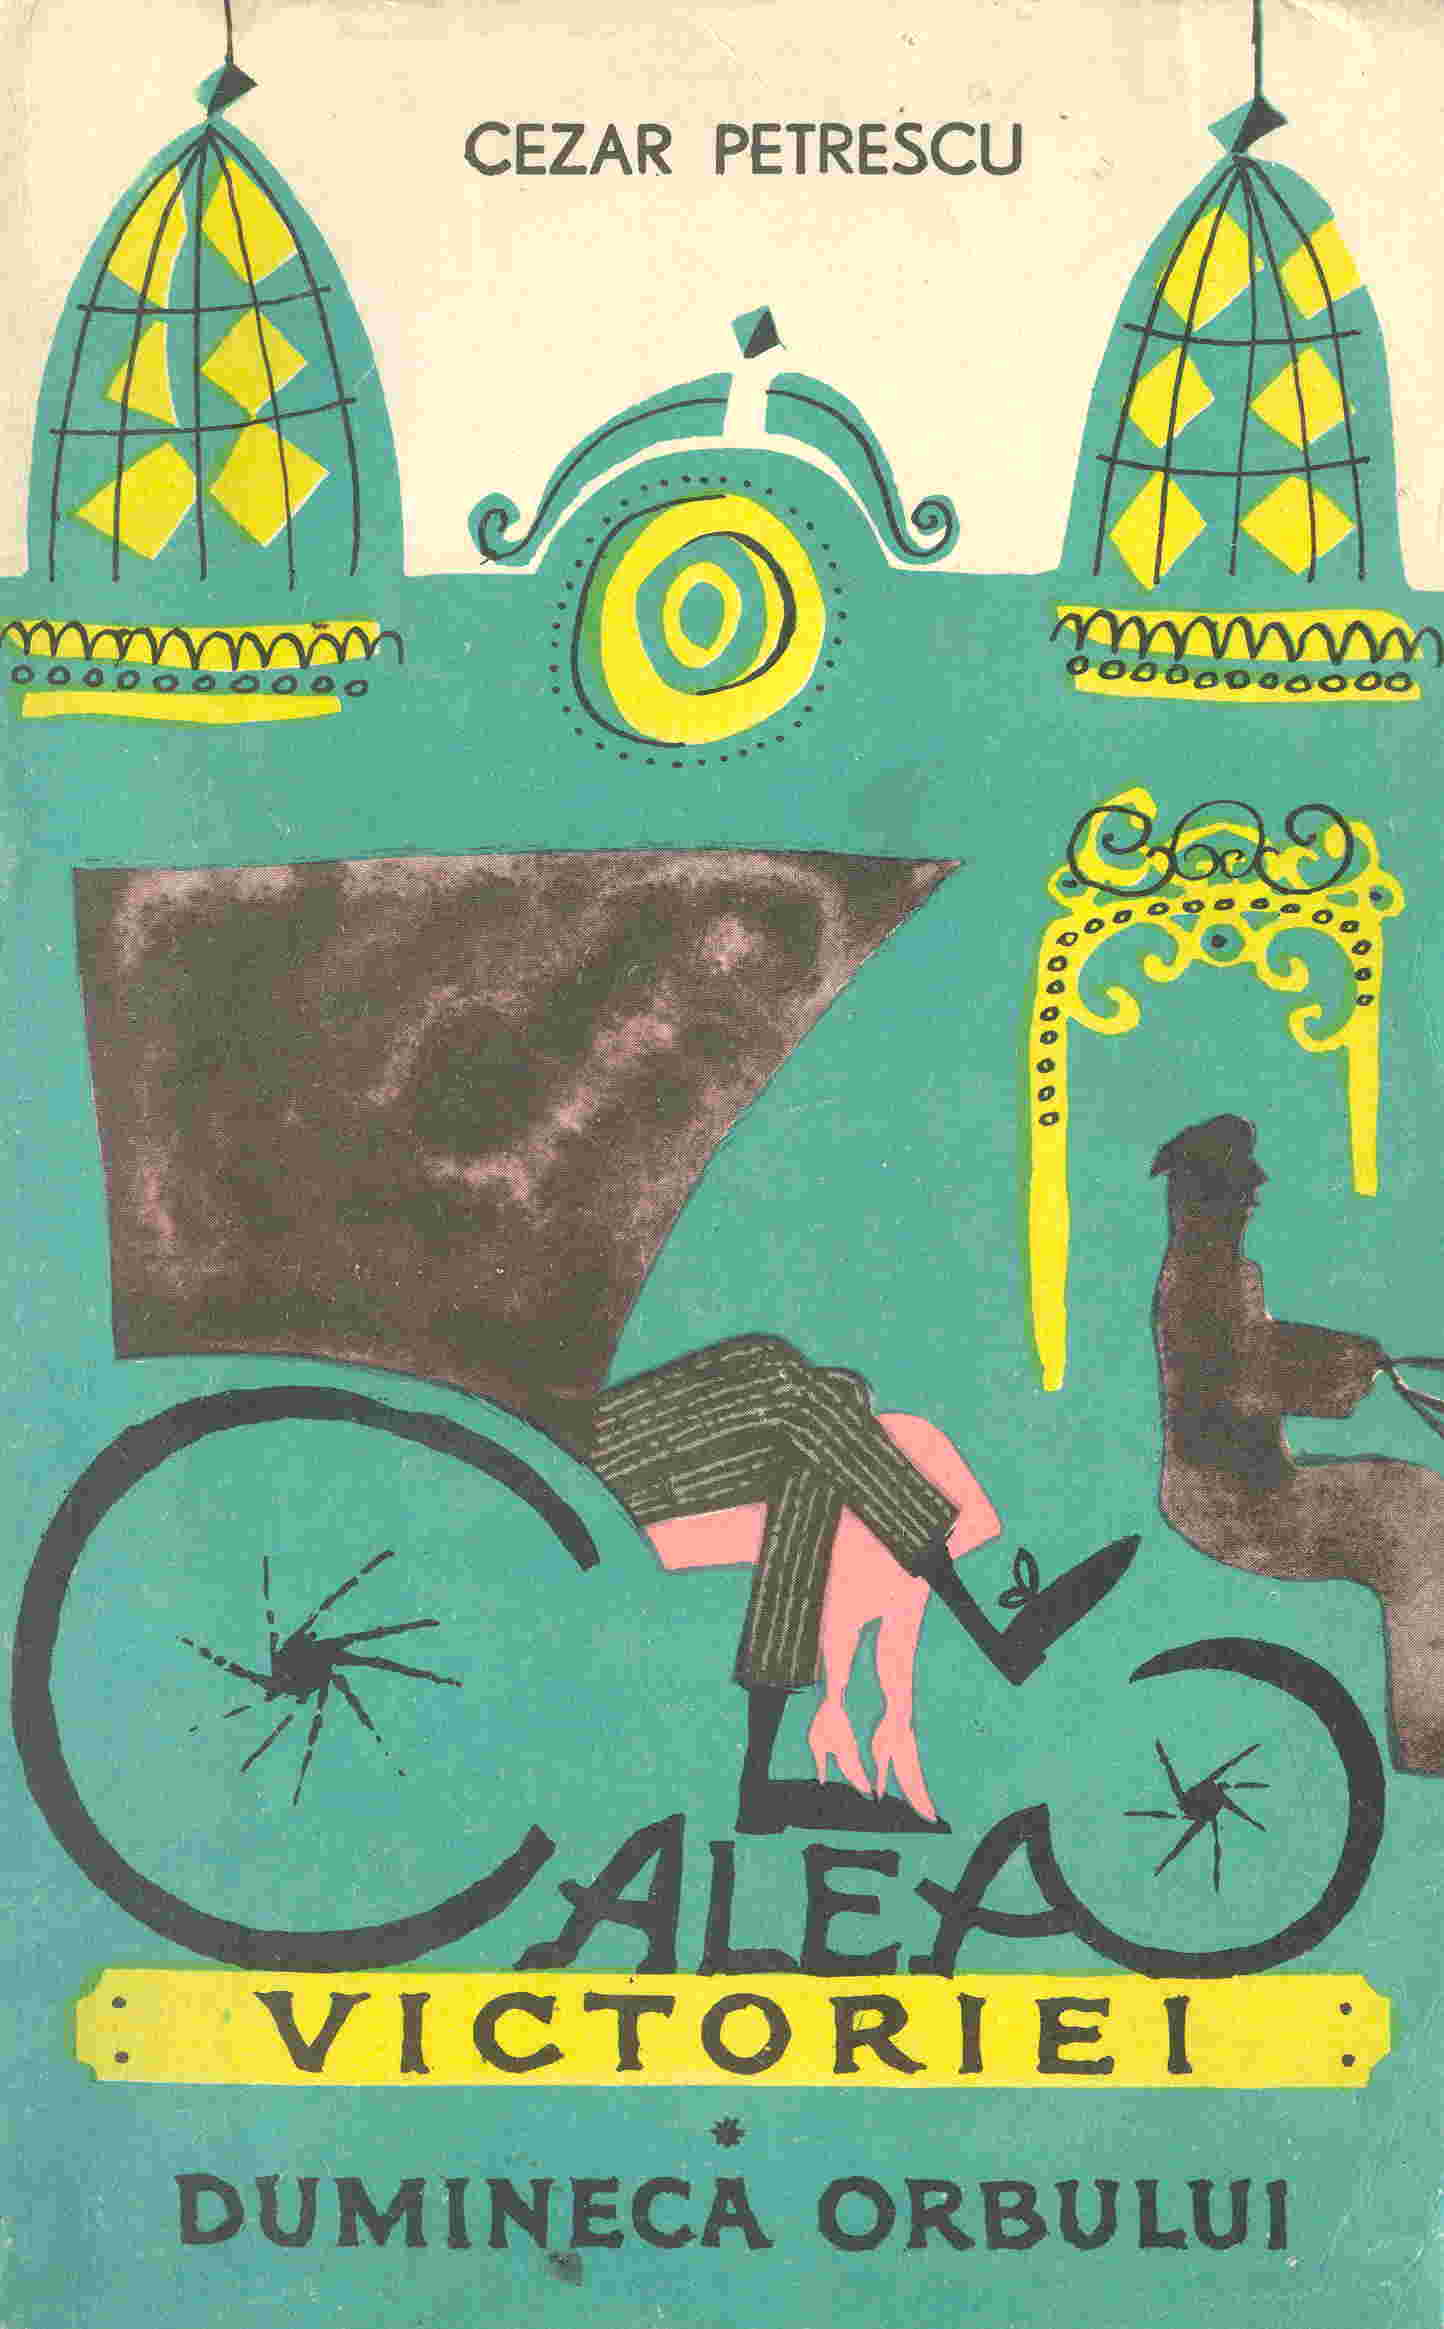 CEZAR PETRESCU
CALEA
VICTORIEI
*
DUMINECA ORBULUI